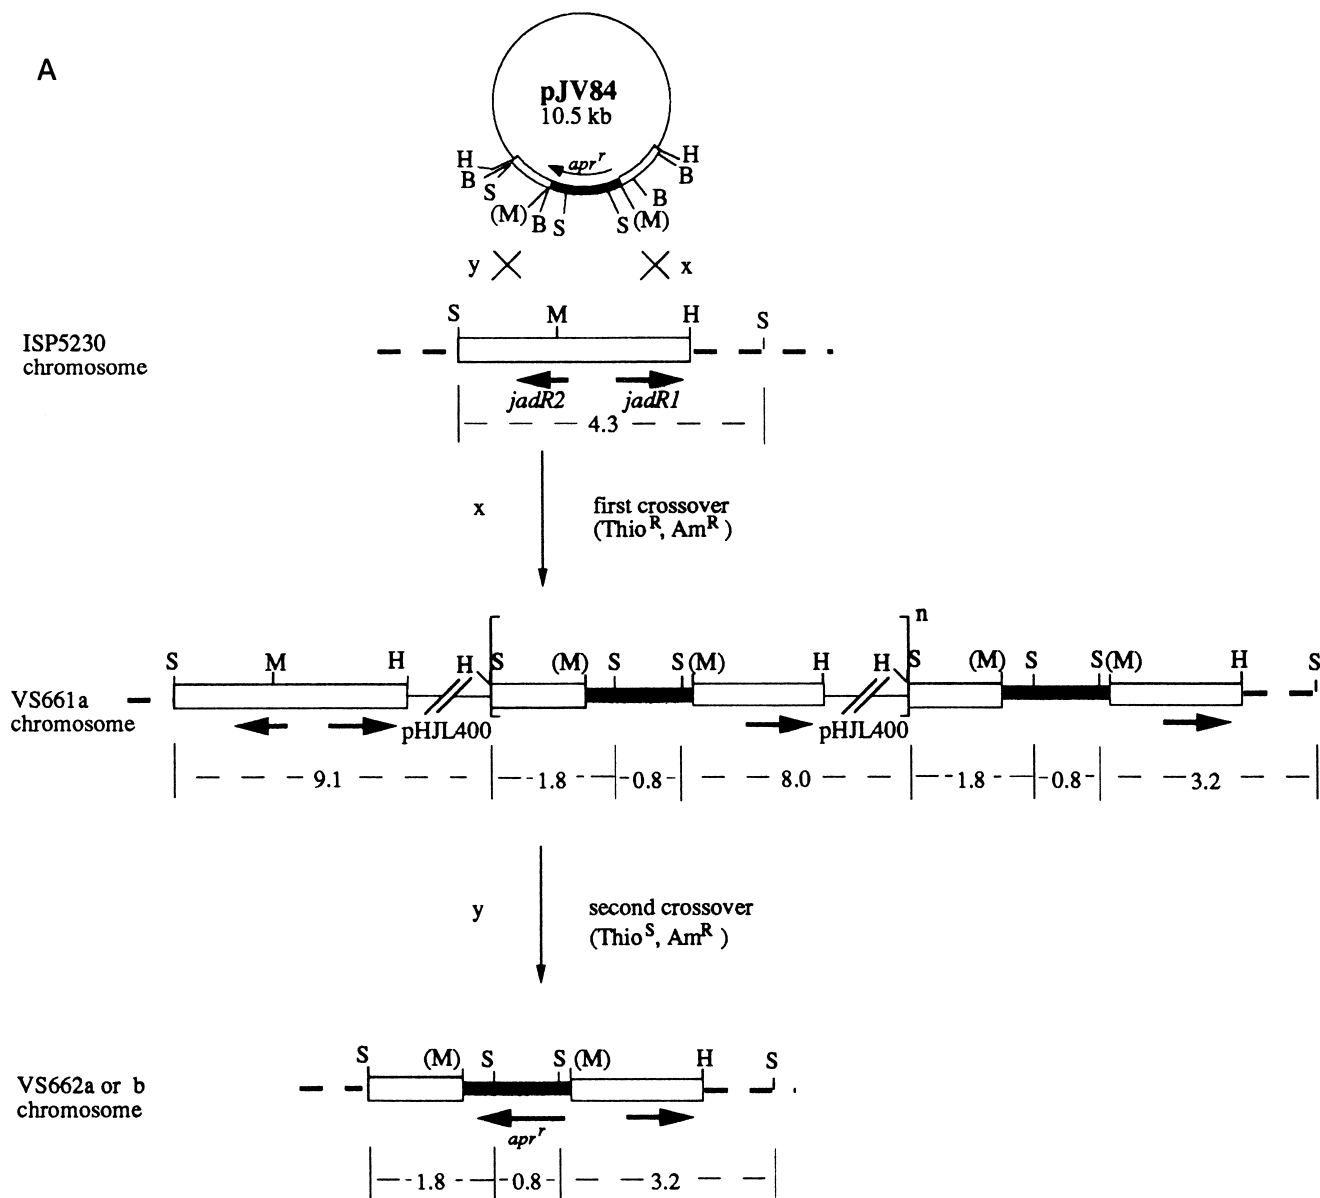 A
pJV84
10.5 kb
apr^r
H
B
S
(M)
B
S
S
(M)
B
B
H
y
x
S M H S
ISP5230
chromosome
jadR2 jadR1
4.3
x
first crossover
(Thio^R, Am^R)
n
S M H H S (M) S S (M) H H S (M) S S (M) H S
VS661a
chromosome
pHJL400 pHJL400
9.1 1.8 0.8 8.0 1.8 0.8 3.2
y
second crossover
(Thio^S, Am^R)
S (M) S S (M) H S
VS662a or b
chromosome
apr^r
1.8 0.8 3.2